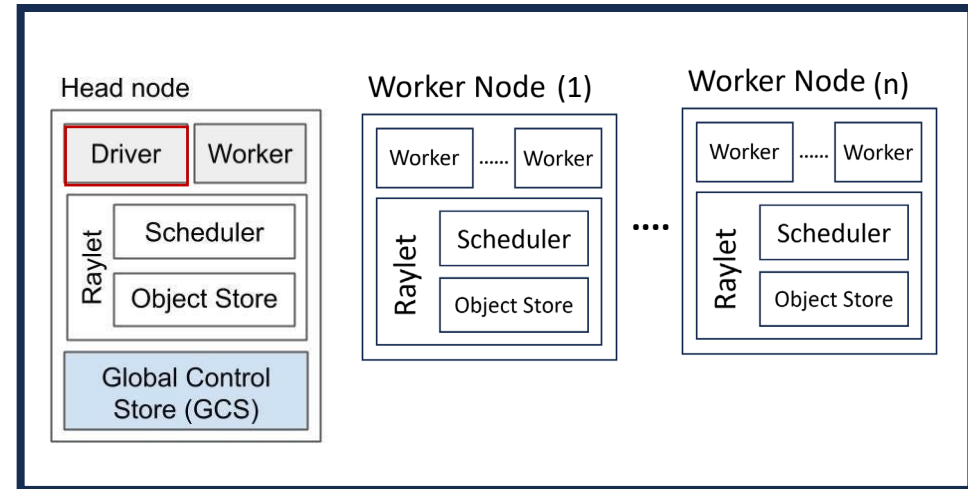 Head node
Driver
Worker
Raylet
Scheduler
Object Store
Global Control
Store (GCS)
Worker Node (1)
Worker ...... Worker
Raylet
Scheduler
Object Store
....
Worker Node (n)
Worker ...... Worker
Raylet
Scheduler
Object Store